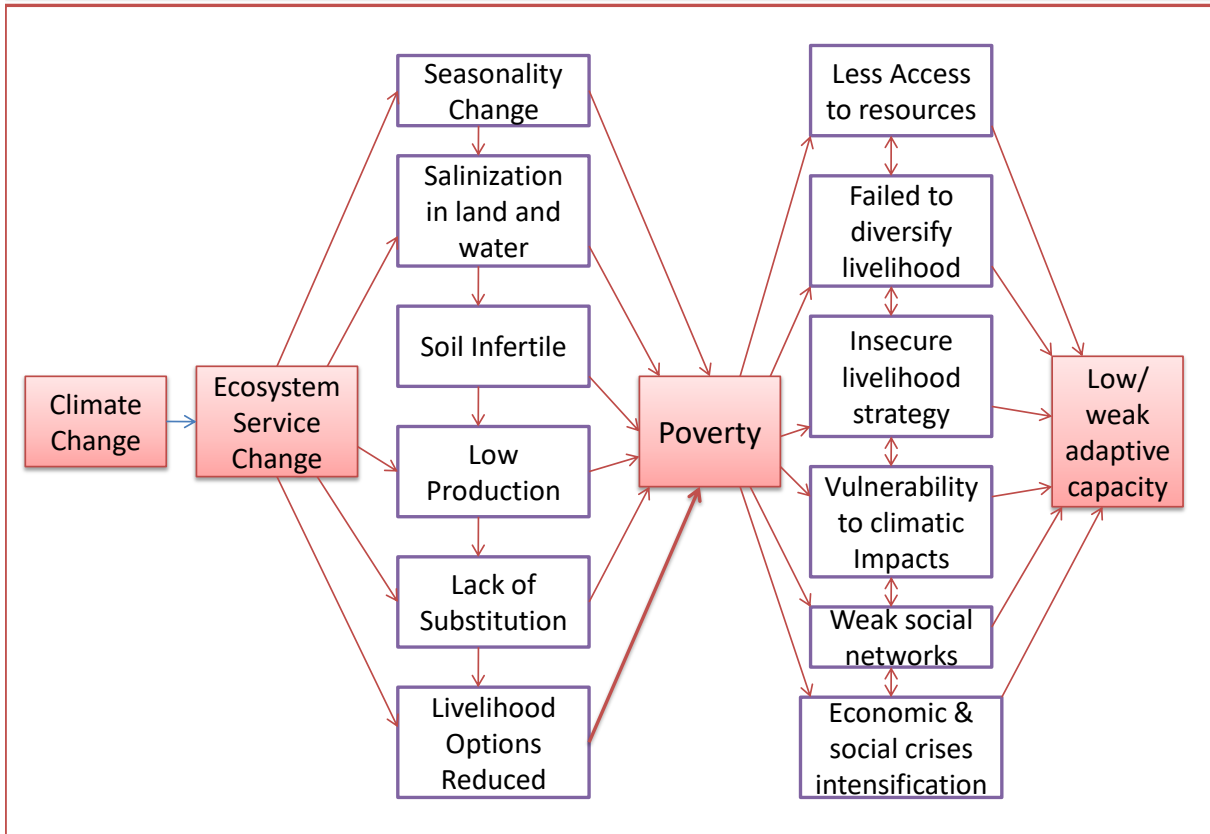 Climate
Change
Ecosystem
Service
Change
Seasonality
Change
Salinization
in land and
water
Soil Infertile
Low
Production
Lack of
Substitution
Livelihood
Options
Reduced
Poverty
Less Access
to resources
Failed to
diversify
livelihood
Insecure
livelihood
strategy
Vulnerability
to climatic
Impacts
Weak social
networks
Economic &
social crises
intensification
Low/
weak
adaptive
capacity